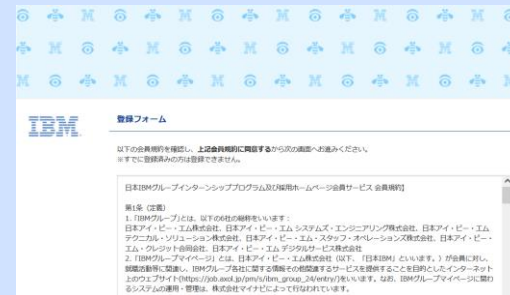 IBM
登録フォーム
以下の会員規約を確認し、上記会員規約に同意するから次の画面へお進みください。
※すでに登録済みの方は登録できません。
日本IBMグループインターンシッププログラム及び採用ホームページ会員サービス 会員規約】
第1条（定義）
1.「IBMグループ」とは、以下の6社の総称をいいます：
日本アイ・ビー・エム株式会社、日本アイ・ビー・エム システムズ・エンジニアリング株式会社、日本アイ・ビー・エム
テクニカル・ソリューション株式会社、日本アイ・ビー・エム・スタッフ・オペレーションズ株式会社、日本アイ・ビー・
エム・クレジット合同会社、日本アイ・ビー・エム デジタルサービス株式会社
2.「IBMグループマイページ」とは、日本アイ・ビー・エム株式会社（以下、「日本IBM」といいます。）が会員に対し、
就職活動等に関連し、IBMグループ各社に関する情報その他関連するサービスを提供することを目的としたインターネット
上のウェブサイト(https://job.axol.jp/pm/s/ibm_group_24/entry/)をいいます。なお、IBMグループマイページに関わ
るシステムの運用・管理は、株式会社マイナビによって行なわれています。